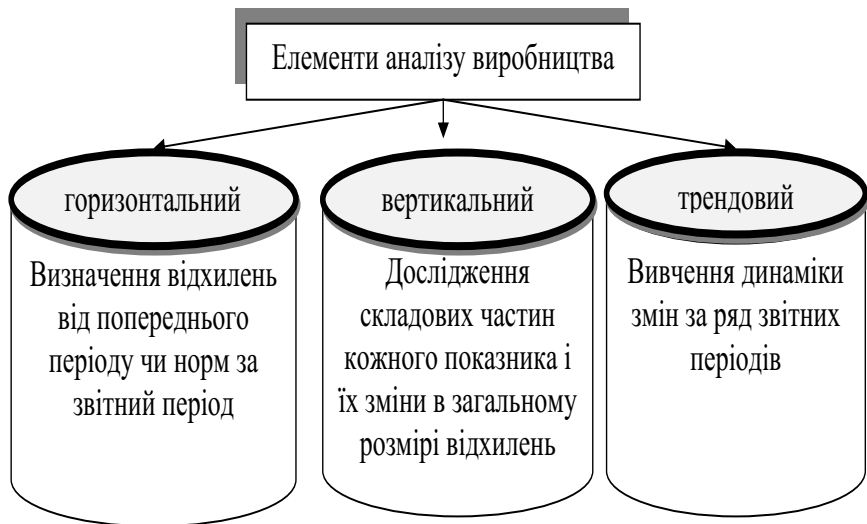 Елементи аналізу виробництва
горизонтальний
Визначення відхилень
від попереднього
періоду чи норм за
звітний період
вертикальний
Дослідження
складових частин
кожного показника і
їх зміни в загальному
розмірі відхилень
трендовий
Вивчення динаміки
змін за ряд звітних
періодів